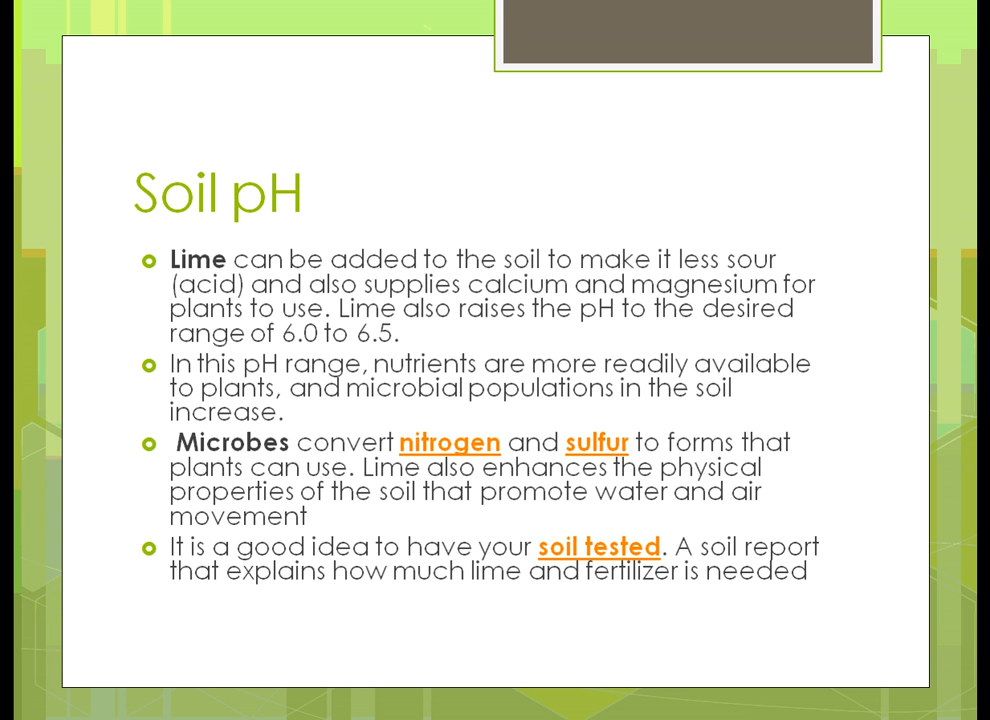 Soil pH
Lime can be added to the soil to make it less sour
(acid) and also supplies calcium and magnesium for
plants to use. Lime also raises the pH to the desired
range of 6.0 to 6.5.
In this pH range, nutrients are more readily available
to plants, and microbial populations in the soil
increase.
Microbes convert nitrogen and sulfur to forms that
plants can use. Lime also enhances the physical
properties of the soil that promote water and air
movement
It is a good idea to have your soil tested. A soil report
that explains how much lime and fertilizer is needed